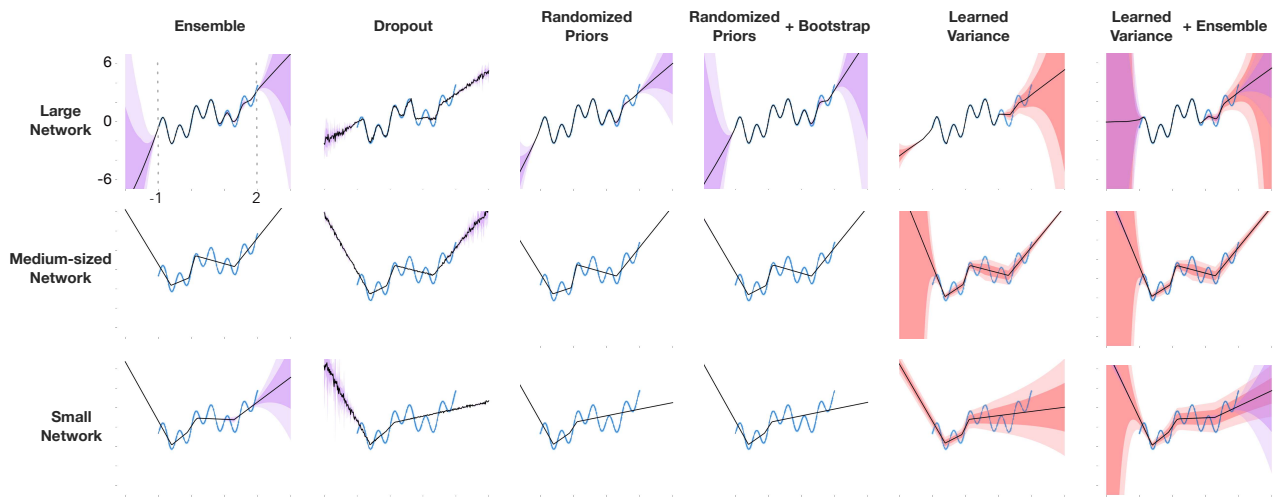 Ensemble
Dropout
Randomized
Priors
Randomized
Priors
+ Bootstrap
Learned
Variance
Learned
Variance
+ Ensemble
Large
Network
6
0
-6
-1
2
Medium-sized
Network
Small
Network